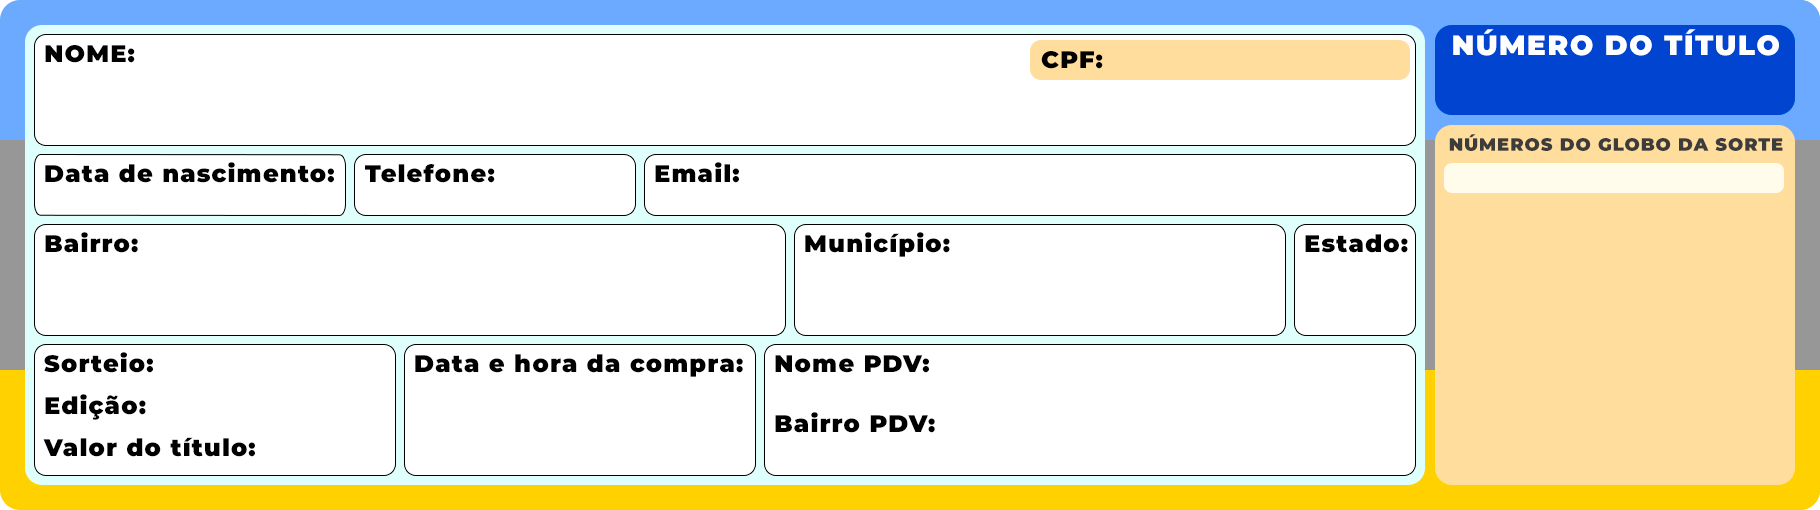 NOME:
CPF:
NÚMERO DO TÍTULO
NÚMEROS DO GLOBO DA SORTE
Data de nascimento:
Telefone:
Email:
Bairro:
Município:
Estado:
Sorteio:
Edição:
Valor do título:
Data e hora da compra:
Nome PDV:
Bairro PDV: